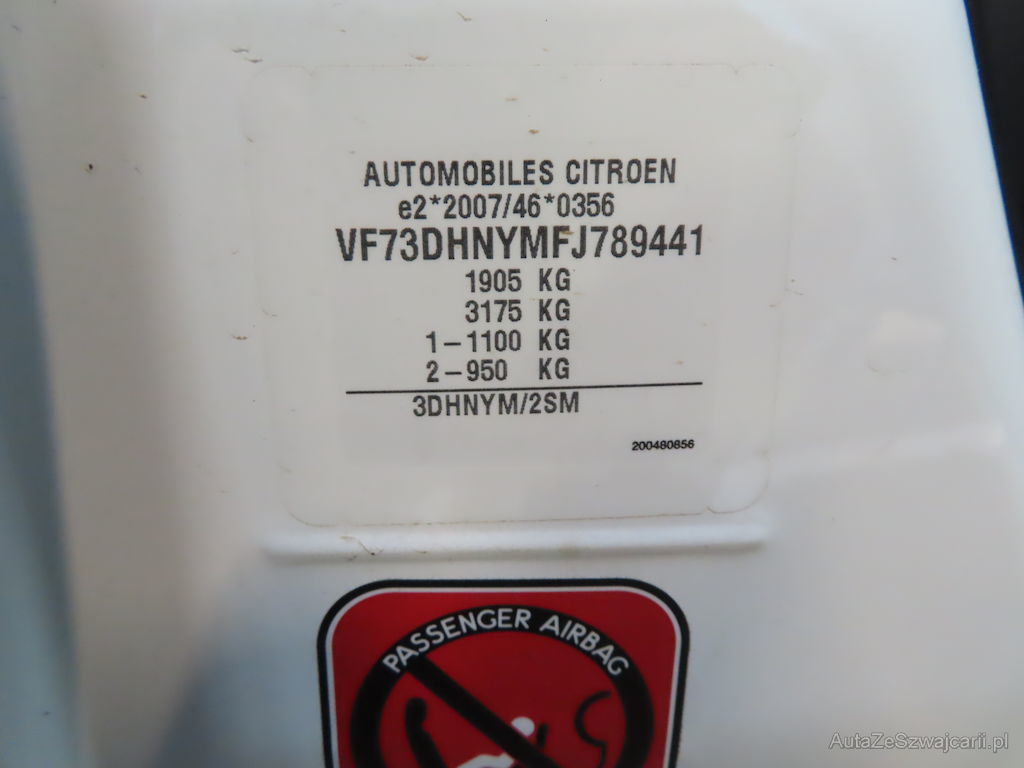 AUTOMOBILES CITROEN
e2*2007/46*0356
VF73DHNYMFJ789441
1905 KG
3175 KG
1-1100 KG
2-950 KG
3DHNYM/2SM
200480856
PASSENGER AIRBAG
AutaZeSzwajcarii.pl